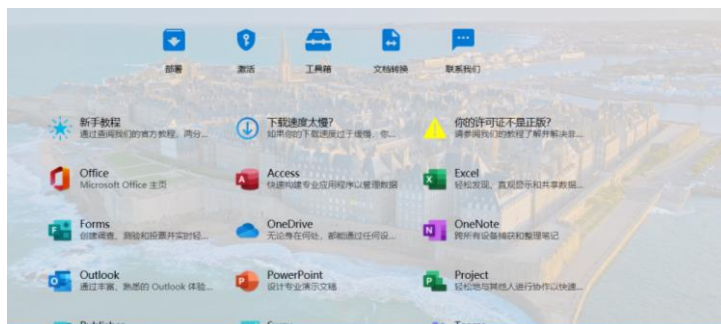 部署
激活
工具箱
文档转换
联系我们
新手教程
通过查阅我们的官方教程，两分...
下载速度太慢?
如果你的下载速度过于缓慢，你...
你的许可证不是正版?
请参阅我们的教程了解并解决非...
Office
Microsoft Office 主页
Access
快速构建专业应用程序以管理数据
Excel
轻松发现、直观显示和共享数据...
Forms
创建调查、测验和投票并实时轻...
OneDrive
无论身在何处，都能通过任何设...
OneNote
跨所有设备捕获和整理笔记
Outlook
通过丰富、熟悉的 Outlook 体验...
PowerPoint
设计专业演示文稿
Project
轻松地与其他人进行协作以快速...